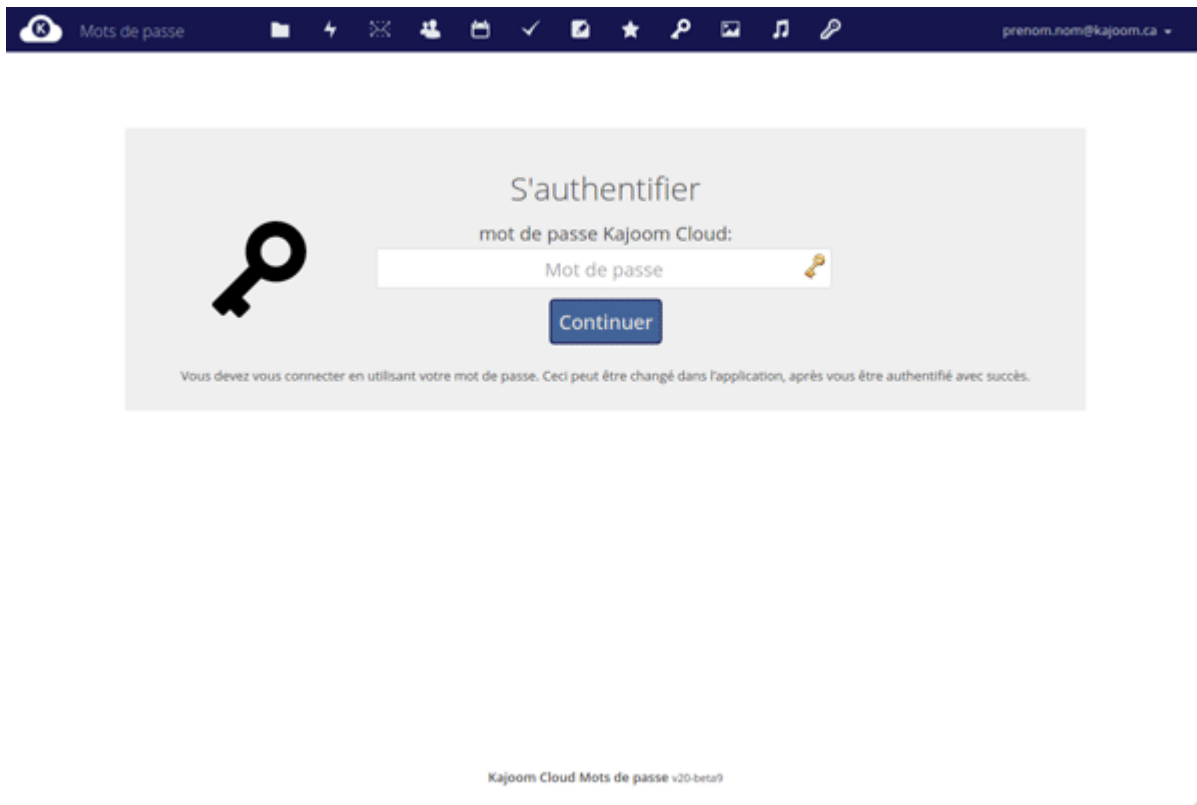 K
Mots de passe
prenom.nom@kajoom.ca
S'authentifier
mot de passe Kajoom Cloud:
Mot de passe
Continuer
Vous devez vous connecter en utilisant votre mot de passe. Ceci peut être changé dans l'application, après vous être authentifié avec succès.
Kajoom Cloud Mots de passe v20-beta9